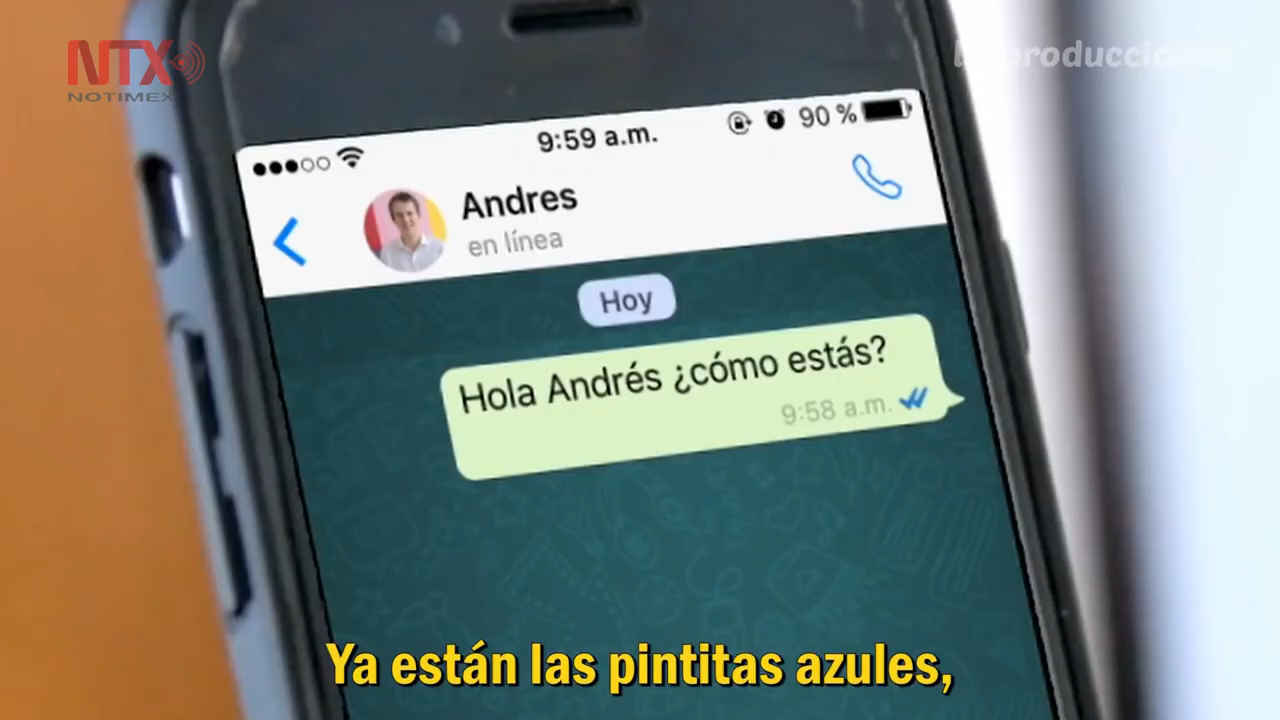 NTX
NOTIMEX
producciones
9:59 a.m.
90 %
Andres
en línea
Hoy
Hola Andrés ¿cómo estás?
9:58 a.m.
Ya están las pintitas azules,